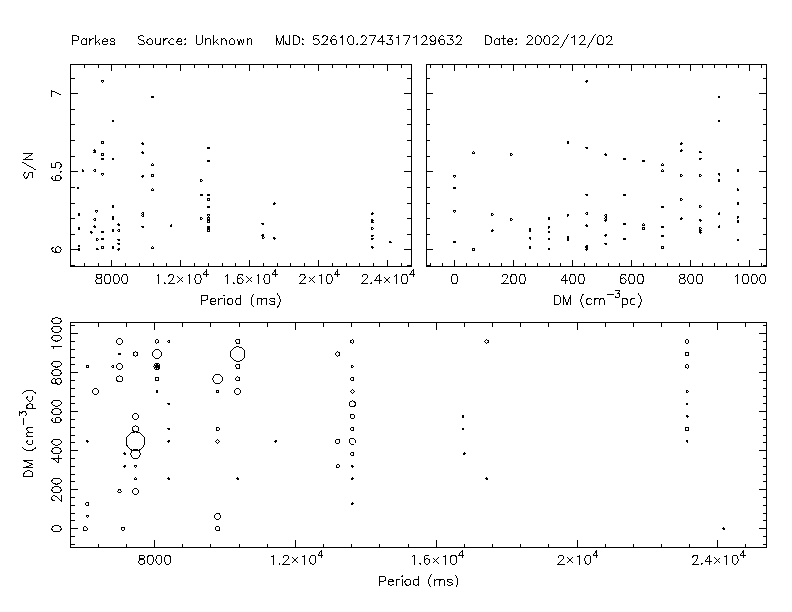 Parkes Source: Unknown MJD: 52610.274317129632 Date: 2002/12/02
7
6.5
6
S/N
8000 1.2×10⁴ 1.6×10⁴ 2×10⁴ 2.4×10⁴
Period (ms)
0 200 400 600 800 1000
DM (cm⁻³pc)
1000
800
600
400
200
0
DM (cm⁻³pc)
8000 1.2×10⁴ 1.6×10⁴ 2×10⁴ 2.4×10⁴
Period (ms)